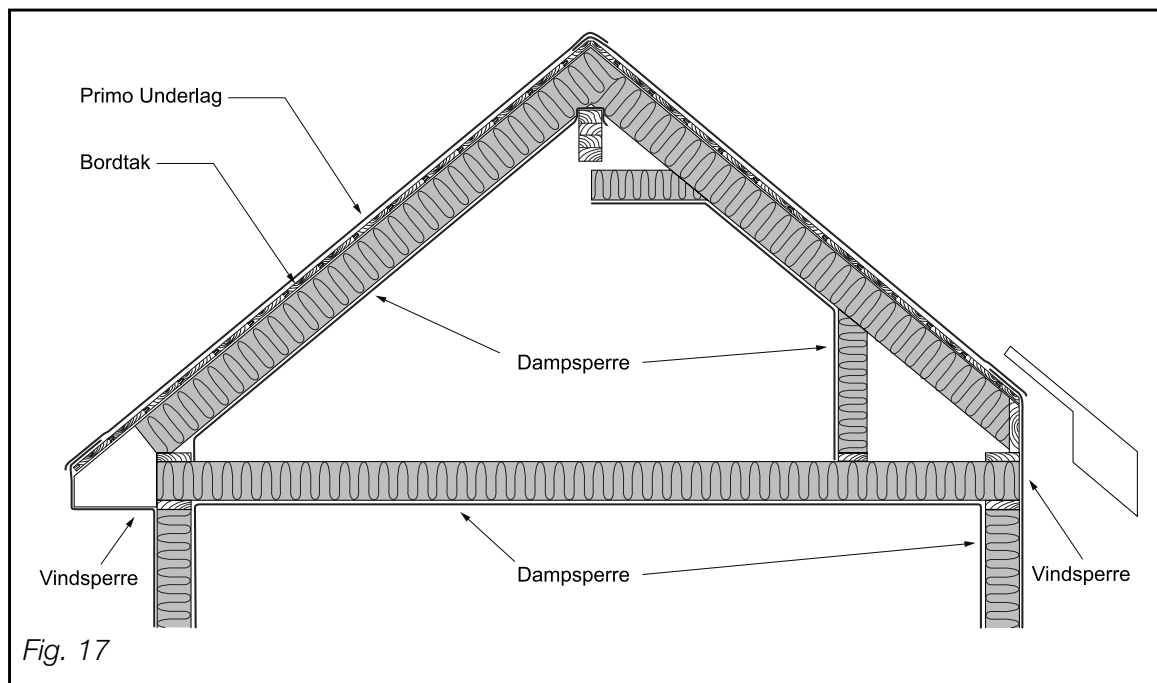 Primo Underlag
Bordtak
Dampsperre
Vindsperre
Dampsperre
Vindsperre
Fig. 17